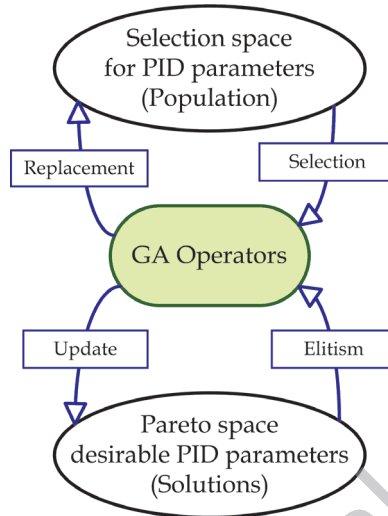 Selection space
for PID parameters
(Population)
Replacement
Selection
GA Operators
Update
Elitism
Pareto space
desirable PID parameters
(Solutions)